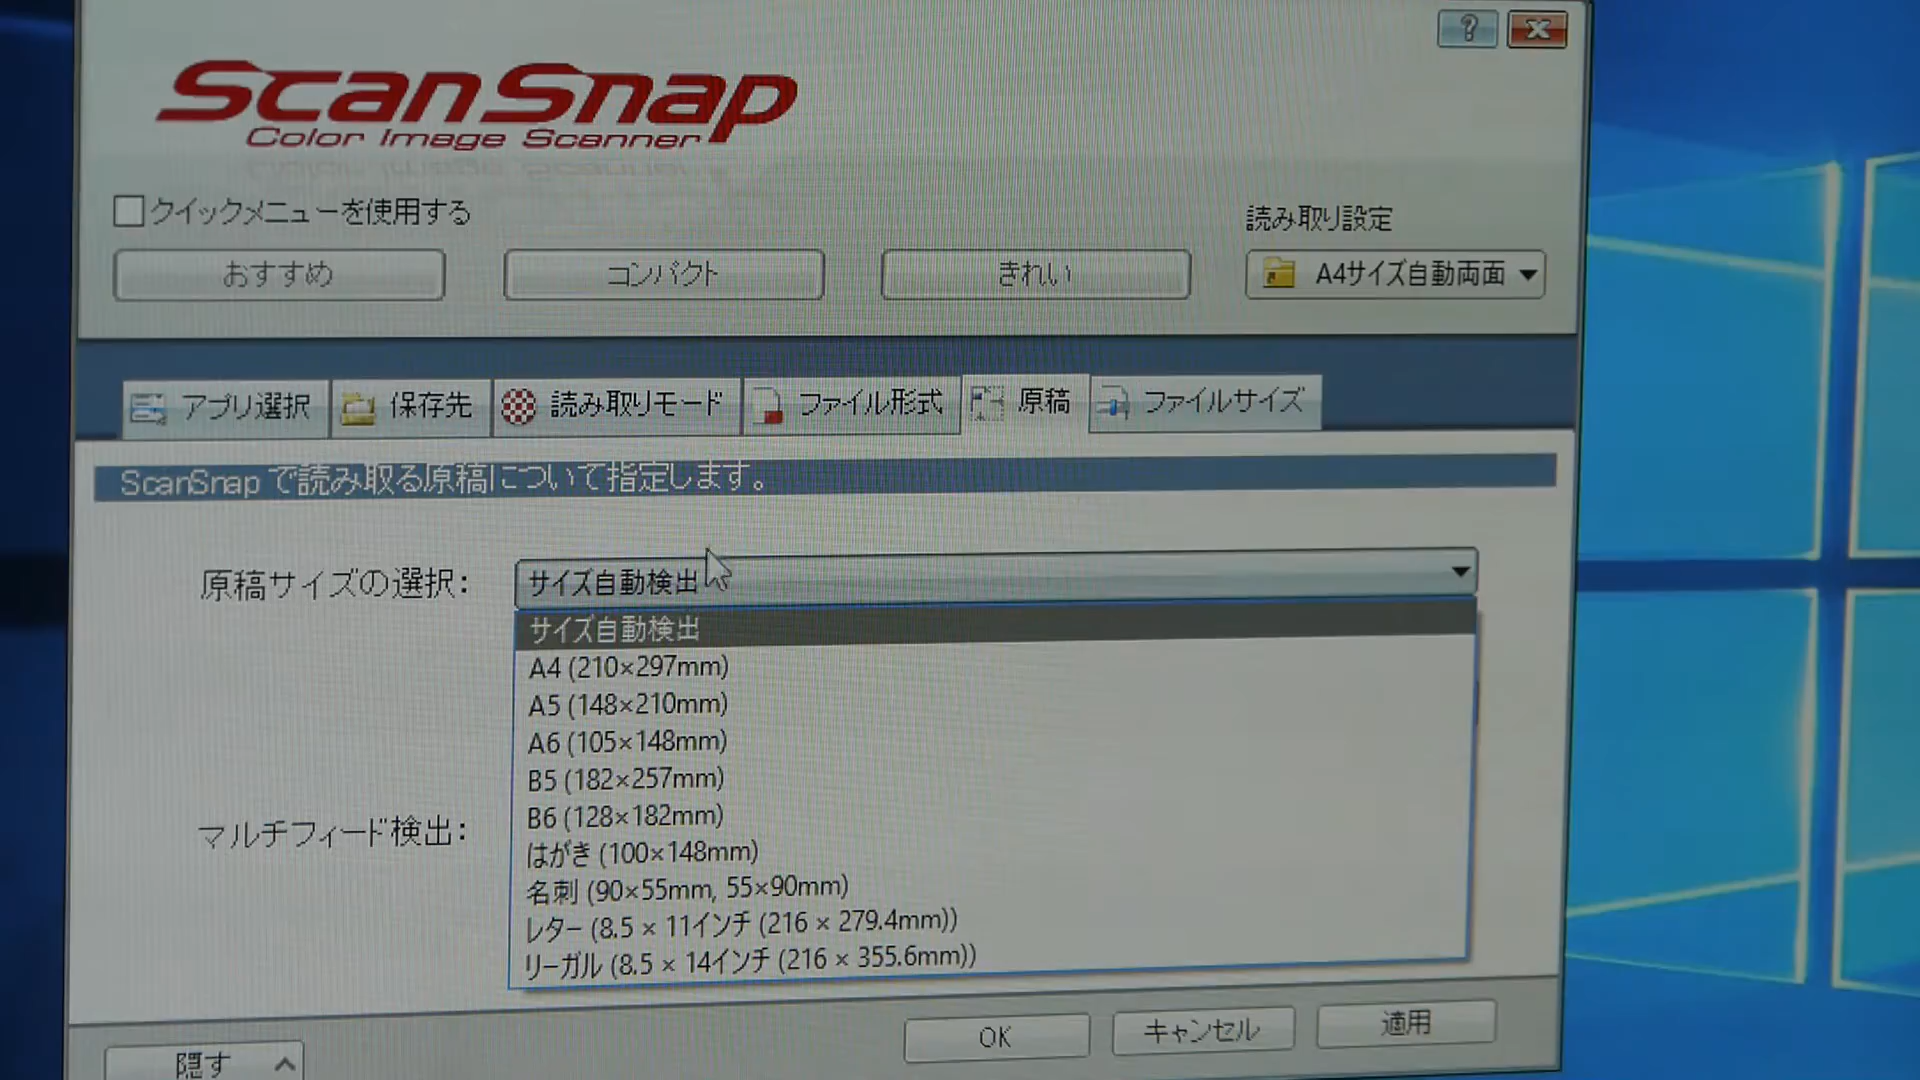 ScanSnap
Color Image Scanner
クイックメニューを使用する
読み取り設定
おすすめ
コンパクト
きれい
A4サイズ自動両面
アプリ選択
保存先
読み取りモード
ファイル形式
原稿
ファイルサイズ
ScanSnap で読み取る原稿について指定します。
原稿サイズの選択:
サイズ自動検出
サイズ自動検出
A4 (210×297mm)
A5 (148×210mm)
A6 (105×148mm)
B5 (182×257mm)
B6 (128×182mm)
マルチフィード検出:
はがき (100×148mm)
名刺 (90×55mm, 55×90mm)
レター (8.5 × 11インチ (216 × 279.4mm))
リーガル (8.5 × 14インチ (216 × 355.6mm))
OK
キャンセル
適用
隠す